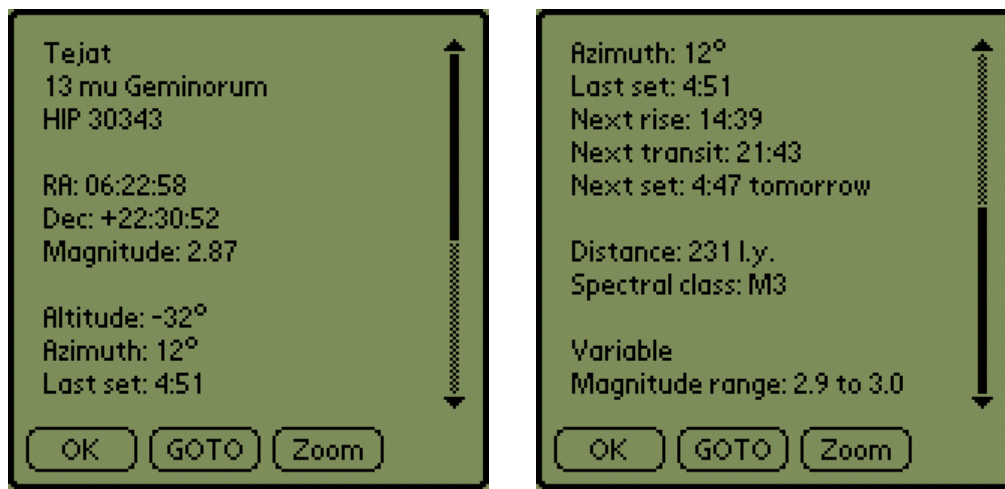 Tejat
13 mu Geminorum
HIP 30343
RA: 06:22:58
Dec: +22:30:52
Magnitude: 2.87
Altitude: -32°
Azimuth: 12°
Last set: 4:51
OK GOTO Zoom
Azimuth: 12°
Last set: 4:51
Next rise: 14:39
Next transit: 21:43
Next set: 4:47 tomorrow
Distance: 231 l.y.
Spectral class: M3
Variable
Magnitude range: 2.9 to 3.0
OK GOTO Zoom